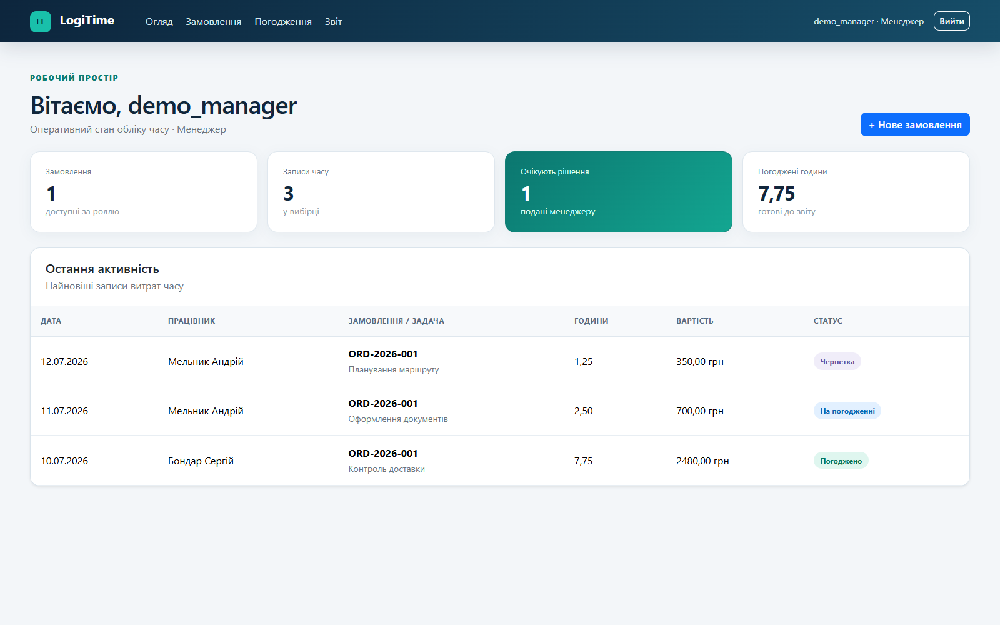 LT LogiTime Огляд Замовлення Погодження Звіт demo_manager · Менеджер Вийти
РОБОЧИЙ ПРОСТІР
Вітаємо, demo_manager
Оперативний стан обліку часу · Менеджер
+ Нове замовлення
Замовлення
1
доступні за роллю
Записи часу
3
у вибірці
Очікують рішення
1
подані менеджеру
Погоджені години
7,75
готові до звіту
Остання активність
Найновіші записи витрат часу
ДАТА ПРАЦІВНИК ЗАМОВЛЕННЯ / ЗАДАЧА ГОДИНИ ВАРТІСТЬ СТАТУС
12.07.2026 Мельник Андрій ORD-2026-001 1,25 350,00 грн Чернетка
Планування маршруту
11.07.2026 Мельник Андрій ORD-2026-001 2,50 700,00 грн На погодженні
Оформлення документів
10.07.2026 Бондар Сергій ORD-2026-001 7,75 2480,00 грн Погоджено
Контроль доставки